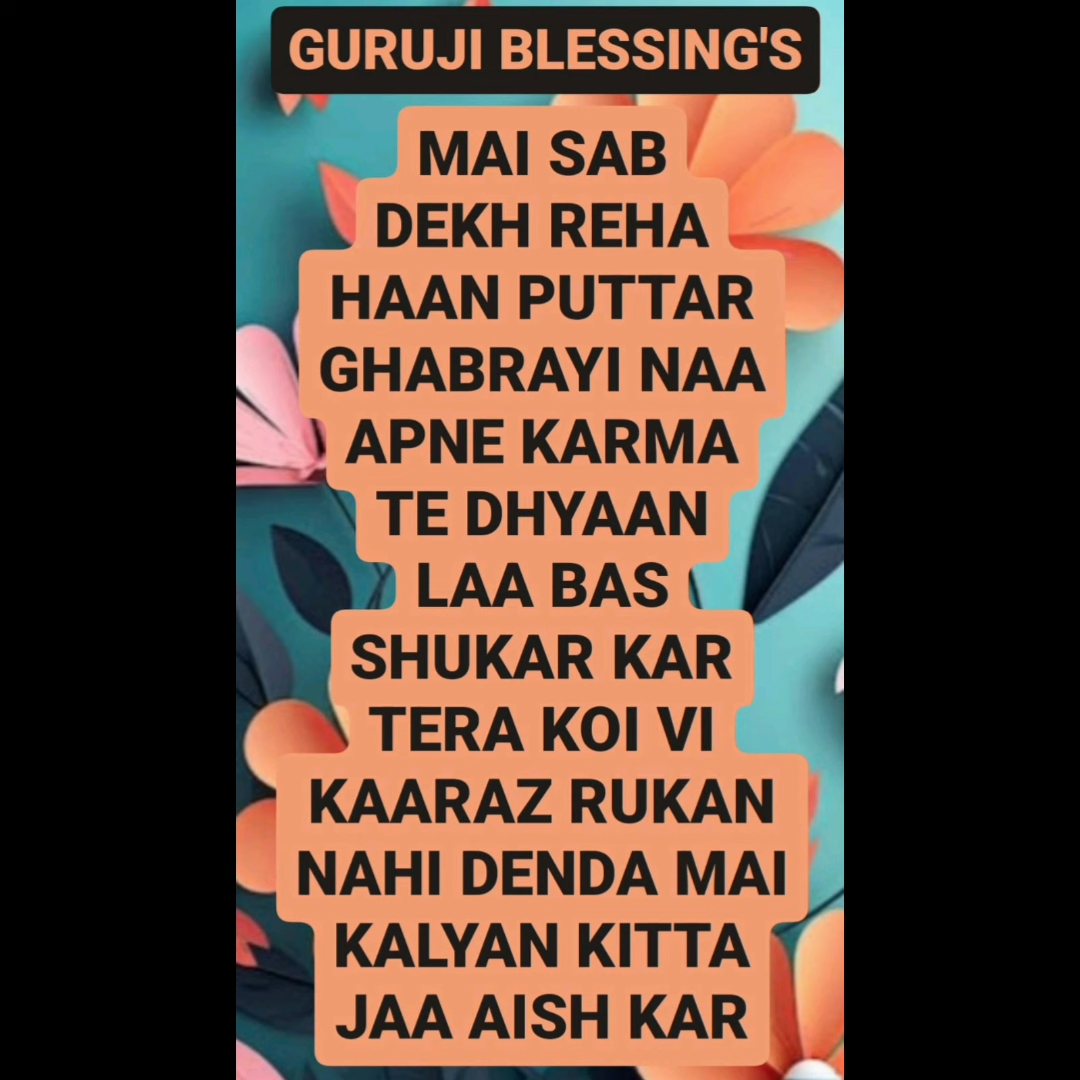 GURUJI BLESSING'S
MAI SAB
DEKH REHA
HAAN PUTTAR
GHABRAYI NAA
APNE KARMA
TE DHYAAN
LAA BAS
SHUKAR KAR
TERA KOI VI
KAARAZ RUKAN
NAHI DENDA MAI
KALYAN KITTA
JAA AISH KAR